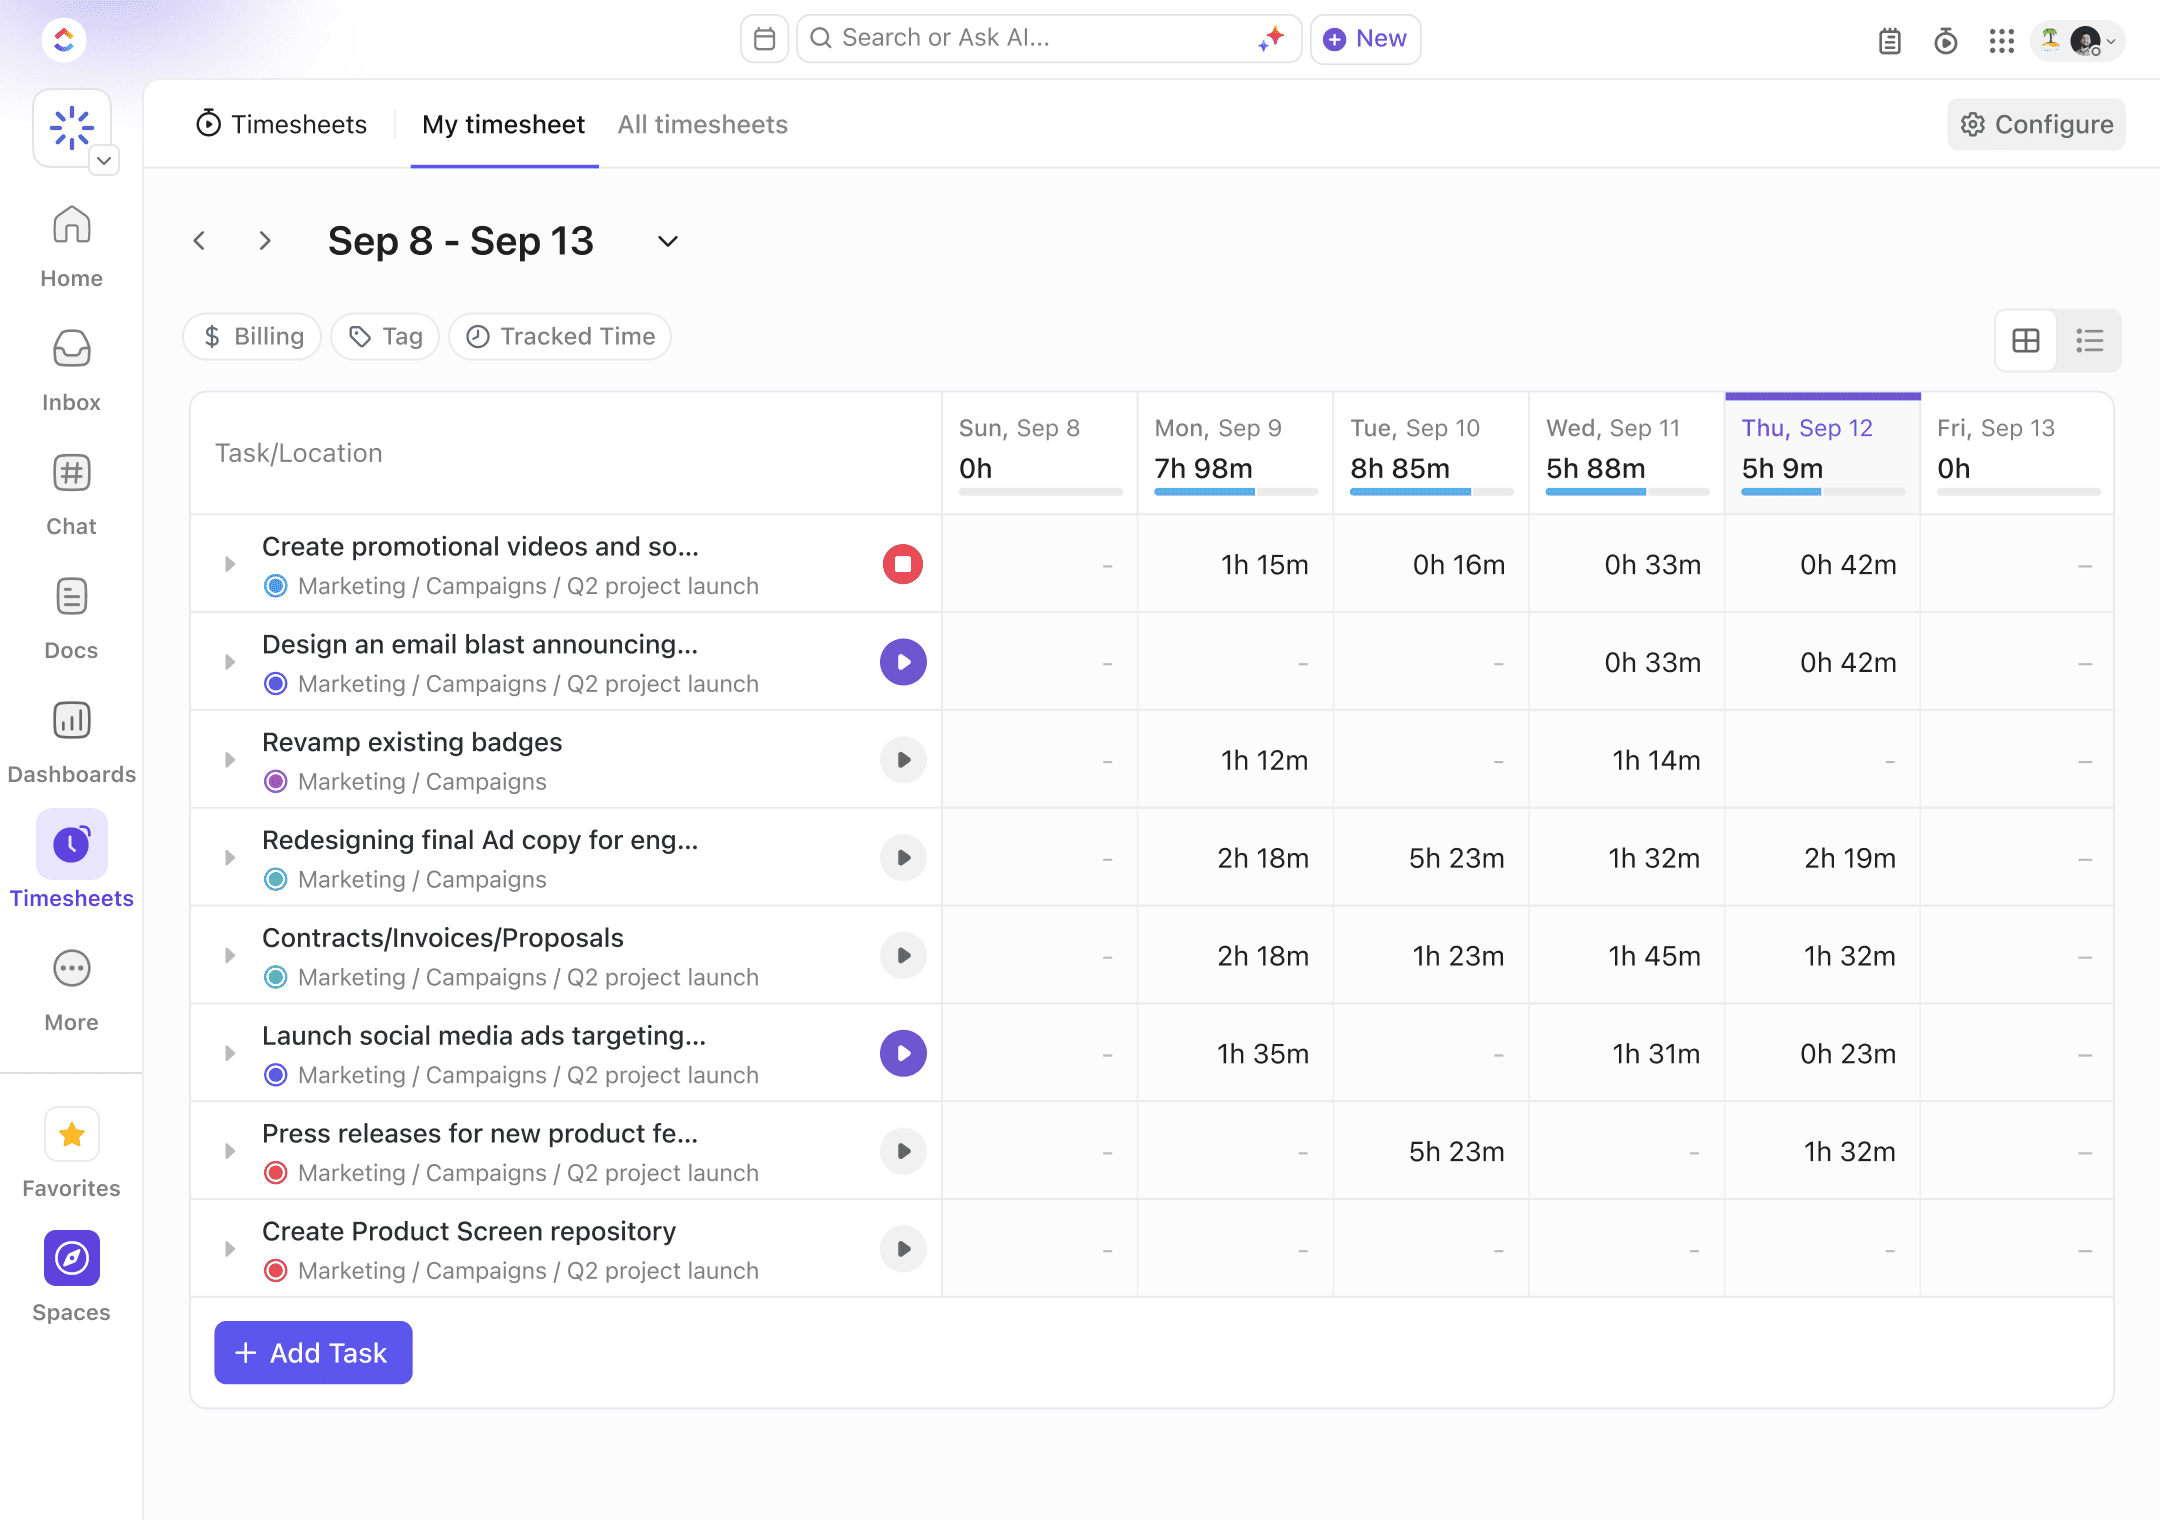 Search or Ask AI...
New
Timesheets
My timesheet
All timesheets
Configure
Home
Inbox
Chat
Docs
Dashboards
Timesheets
More
Favorites
Spaces
Sep 8 - Sep 13
$ Billing
Tag
Tracked Time
Task/Location
Sun, Sep 8
0h
Mon, Sep 9
7h 98m
Tue, Sep 10
8h 85m
Wed, Sep 11
5h 88m
Thu, Sep 12
5h 9m
Fri, Sep 13
0h
Create promotional videos and so...
Marketing / Campaigns / Q2 project launch
- 1h 15m 0h 16m 0h 33m 0h 42m –
Design an email blast announcing...
Marketing / Campaigns / Q2 project launch
- - - 0h 33m 0h 42m –
Revamp existing badges
Marketing / Campaigns
- 1h 12m - 1h 14m - –
Redesigning final Ad copy for eng...
Marketing / Campaigns
- 2h 18m 5h 23m 1h 32m 2h 19m –
Contracts/Invoices/Proposals
Marketing / Campaigns / Q2 project launch
- 2h 18m 1h 23m 1h 45m 1h 32m –
Launch social media ads targeting...
Marketing / Campaigns / Q2 project launch
- 1h 35m - 1h 31m 0h 23m –
Press releases for new product fe...
Marketing / Campaigns / Q2 project launch
- - 5h 23m - 1h 32m –
Create Product Screen repository
Marketing / Campaigns / Q2 project launch
- - - - - –
+ Add Task